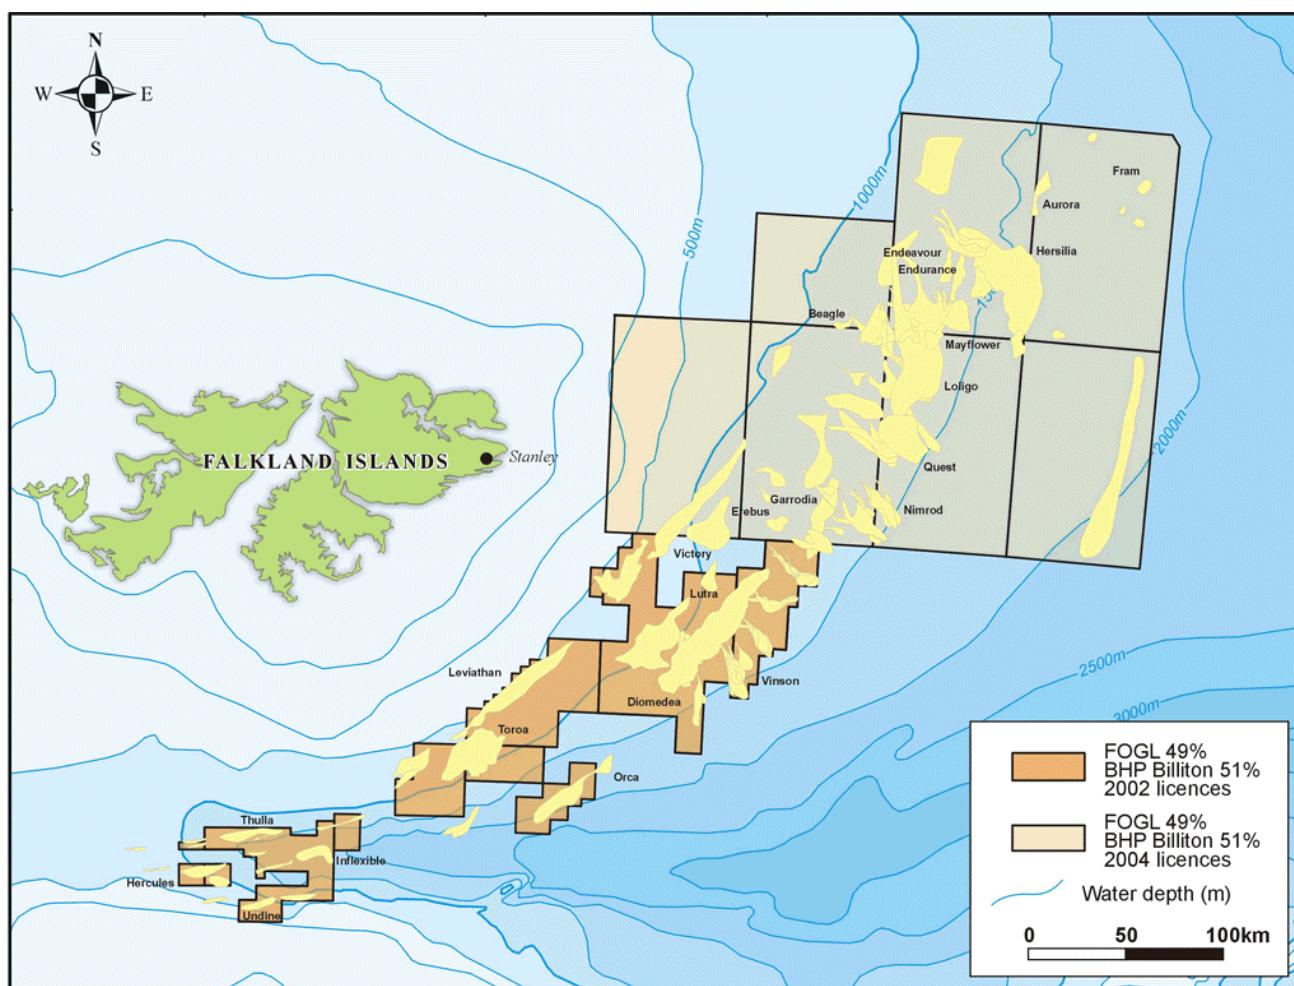 N
W E
S
1000m
500m
Fram
Aurora
Hersilia
Endeavour
Endurance
Beagle
Mayflower
Loligo
2000m
FALKLAND ISLANDS
Stanley
Quest
Garrodia
Nimrod
Erebus
Victory
Lutra
Leviathan
Vinson
2500m
Diomedea
3000m
Toroa
Orca
Thulla
Inflexible
Hercules
Undine
FOGL 49%
BHP Billiton 51%
2002 licences
FOGL 49%
BHP Billiton 51%
2004 licences
Water depth (m)
0 50 100km